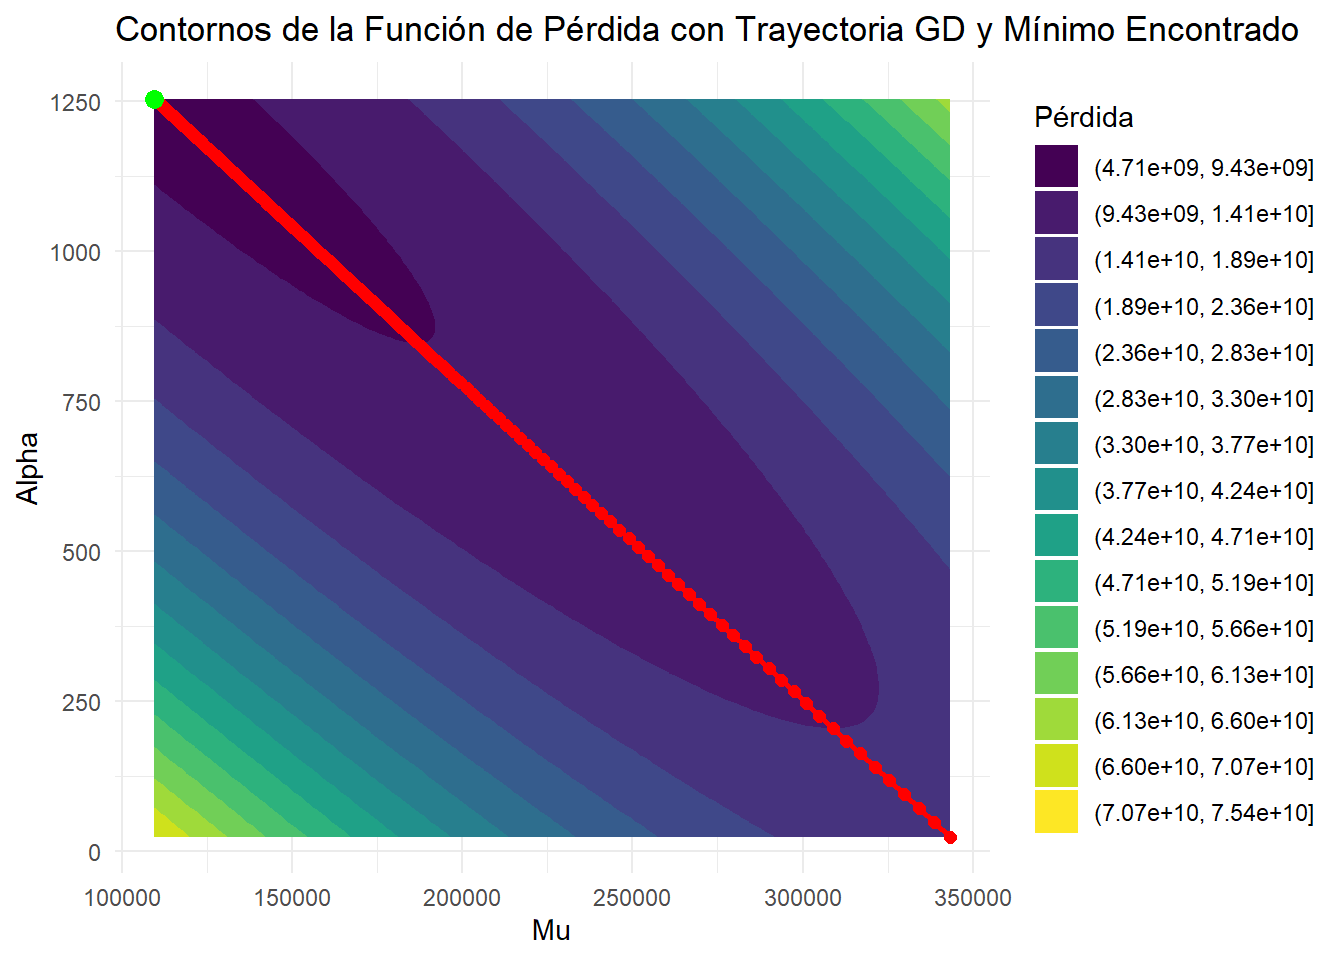 Contornos de la Función de Pérdida con Trayectoria GD y Mínimo Encontrado
1250
1000
750
500
250
0
Alpha
100000 150000 200000 250000 300000 350000
Mu
Pérdida
(4.71e+09, 9.43e+09]
(9.43e+09, 1.41e+10]
(1.41e+10, 1.89e+10]
(1.89e+10, 2.36e+10]
(2.36e+10, 2.83e+10]
(2.83e+10, 3.30e+10]
(3.30e+10, 3.77e+10]
(3.77e+10, 4.24e+10]
(4.24e+10, 4.71e+10]
(4.71e+10, 5.19e+10]
(5.19e+10, 5.66e+10]
(5.66e+10, 6.13e+10]
(6.13e+10, 6.60e+10]
(6.60e+10, 7.07e+10]
(7.07e+10, 7.54e+10]